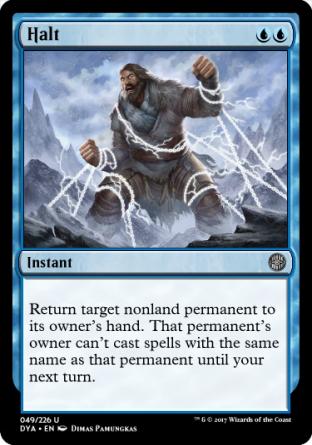 Halt
Instant
Return target nonland permanent to
its owner's hand. That permanent's
owner can't cast spells with the same
name as that permanent until your
next turn.
049/226 U
DYA • EN Dimas Pamungkas
™ & © 2017 Wizards of the Coast